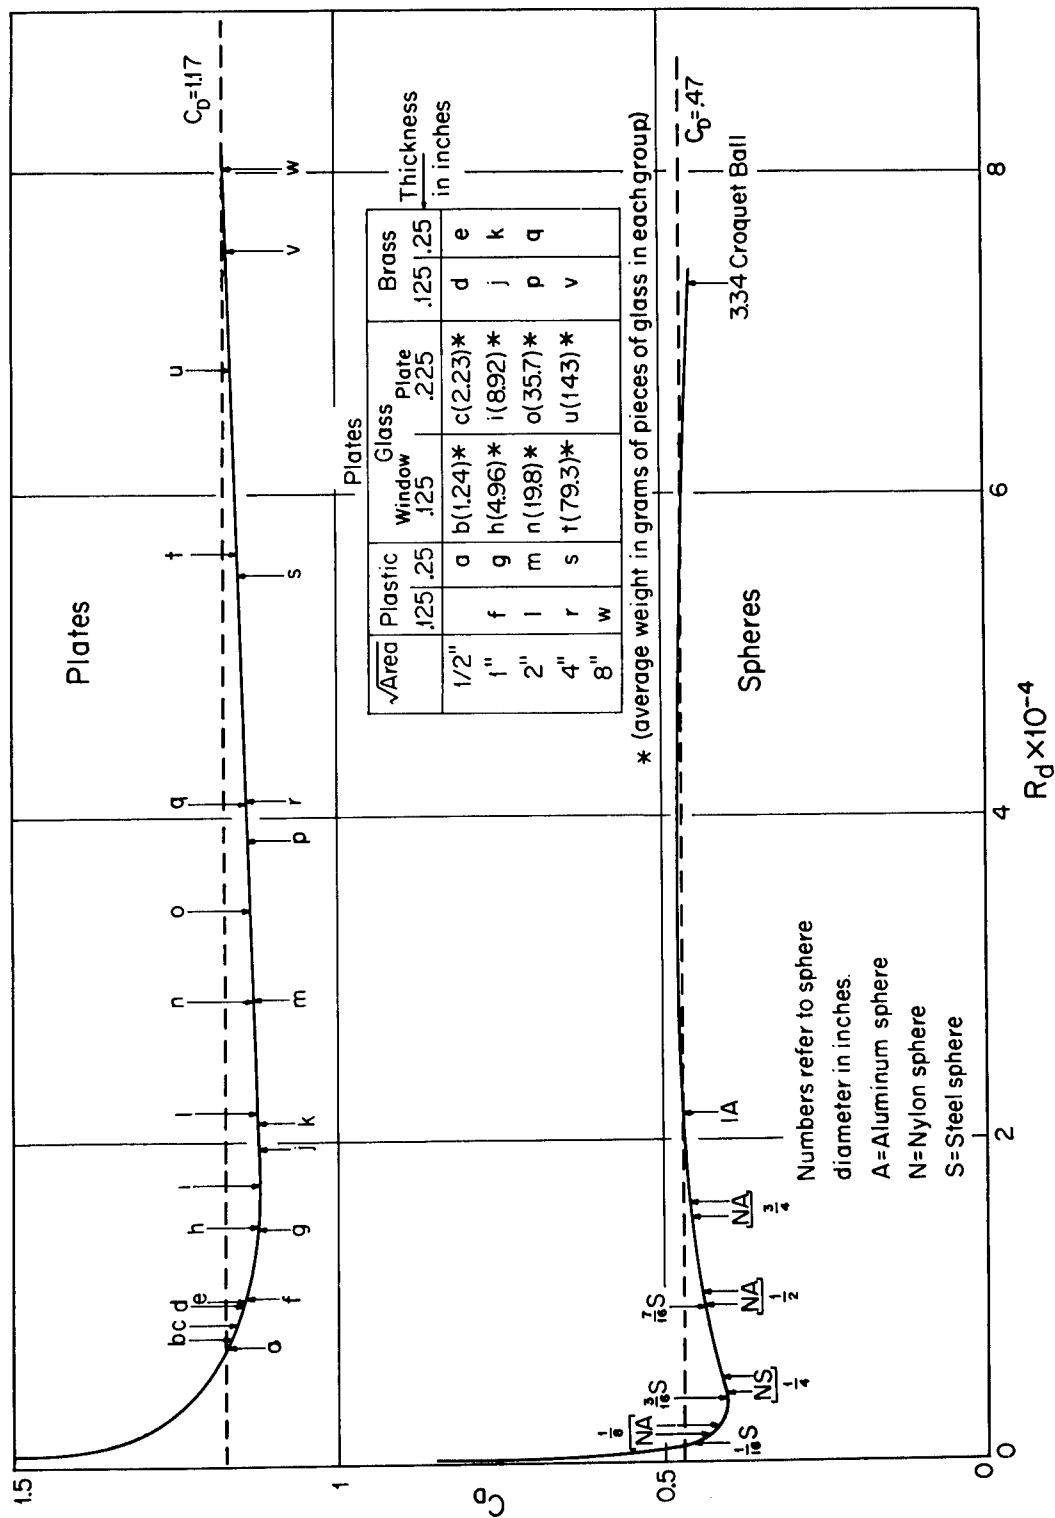 Plates
C_D=1.17
t
u
q
o
n
l
i
h
e
d
bc
a
f
g
j
k
m
p
r
s
v
w
Plates
√Area Plastic Glass Brass Thickness
Window Plate in inches
.125 .25 .125 .225 .125 .25
1/2" a b(1.24)* c(2.23)* d e
1" f g h(4.96)* i(8.92)* j k
2" l m n(19.8)* o(35.7)* p q
4" r s t(79.3)* u(143)* v
8" w
* (average weight in grams of pieces of glass in each group)
C_D=.47
Spheres
3.34 Croquet Ball
1/8 [NA
3/16 S
7/16 S
1/16 S
NS] 1/4
NA] 1/2
NA] 3/4
1A
Numbers refer to sphere
diameter in inches.
A=Aluminum sphere
N=Nylon sphere
S=Steel sphere
1.5
1
0.5
0
C_D
0
2
4
6
8
R_d×10⁻⁴